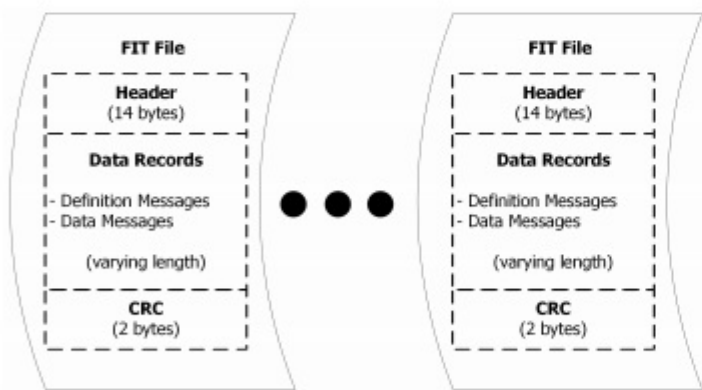 FIT File
Header
(14 bytes)
Data Records
- Definition Messages
- Data Messages
(varying length)
CRC
(2 bytes)
FIT File
Header
(14 bytes)
Data Records
- Definition Messages
- Data Messages
(varying length)
CRC
(2 bytes)